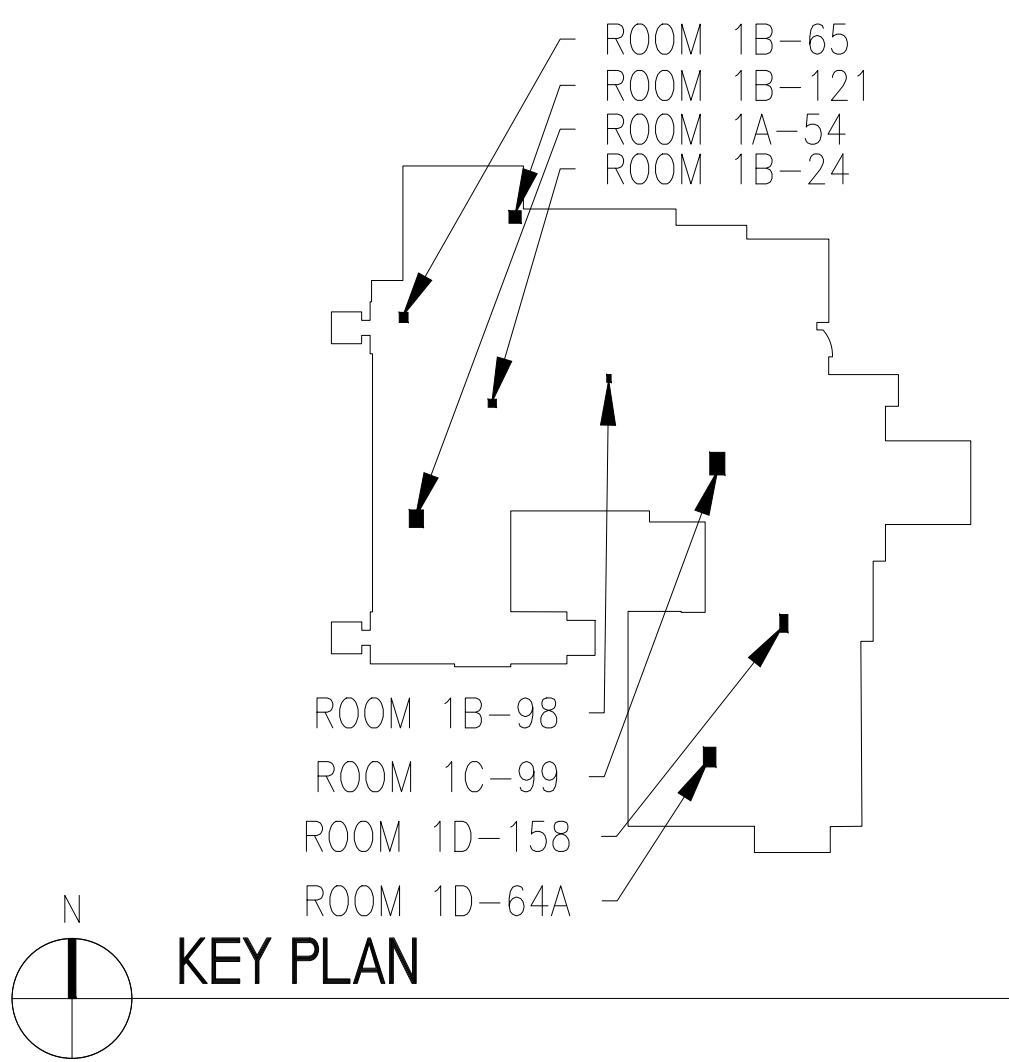 ROOM 1B-65
ROOM 1B-121
ROOM 1A-54
ROOM 1B-24
ROOM 1B-98
ROOM 1C-99
ROOM 1D-158
ROOM 1D-64A
N
KEY PLAN